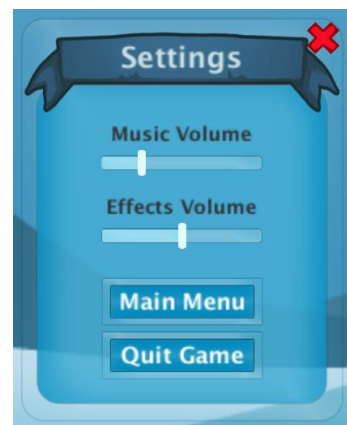 Settings
Music Volume
Effects Volume
Main Menu
Quit Game